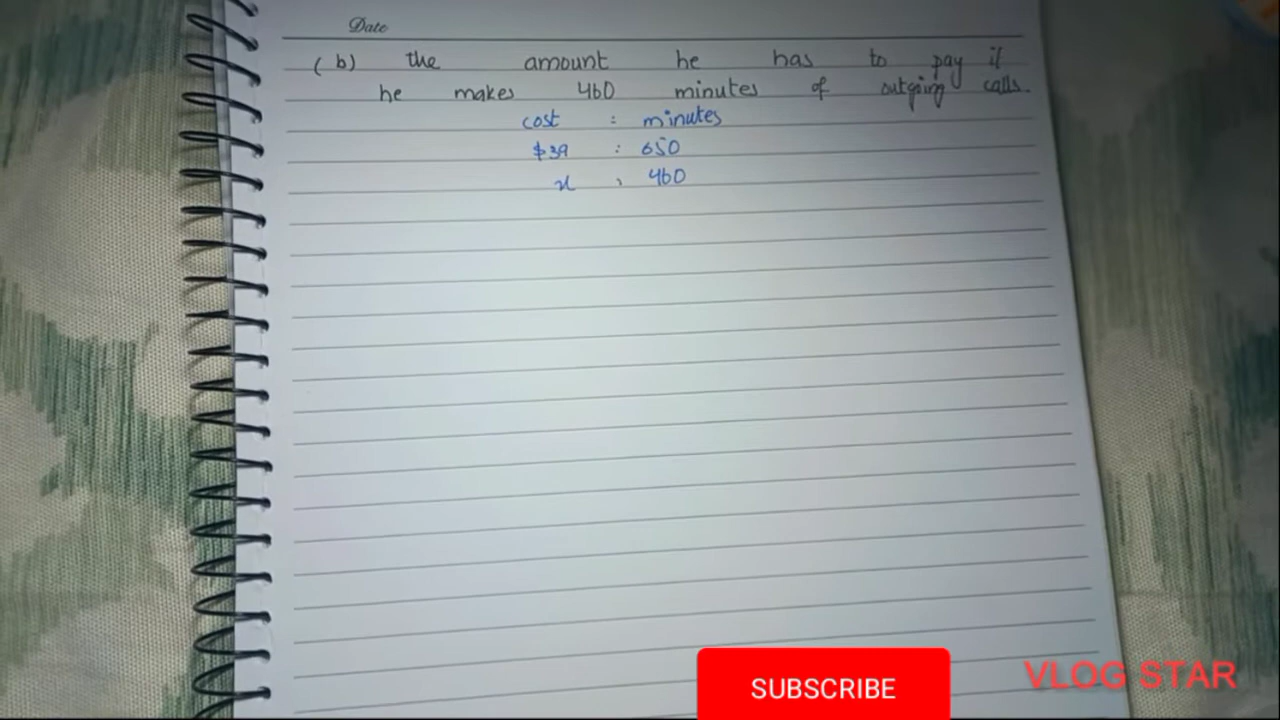 Date
(b) the amount he has to pay if
he makes 460 minutes of outgoing calls.
cost : minutes
$39 : 650
x , 460
SUBSCRIBE
VLOG STAR